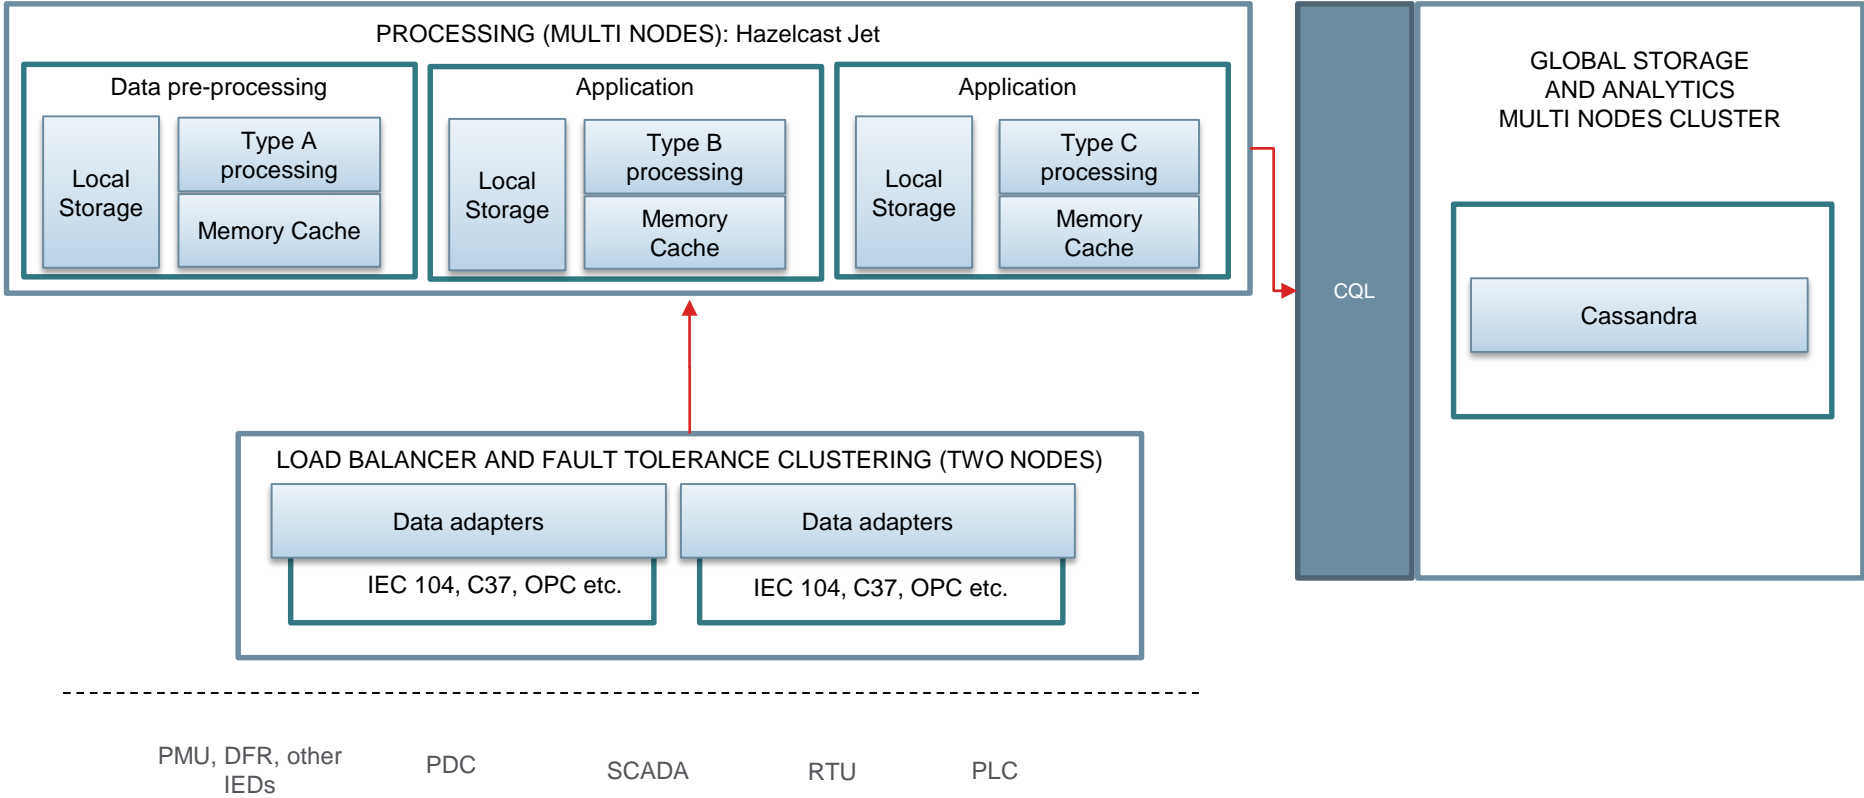 PROCESSING (MULTI NODES): Hazelcast Jet
Data pre-processing
Local
Storage
Type A
processing
Memory Cache
Application
Local
Storage
Type B
processing
Memory
Cache
Application
Local
Storage
Type C
processing
Memory
Cache
CQL
GLOBAL STORAGE
AND ANALYTICS
MULTI NODES CLUSTER
Cassandra
LOAD BALANCER AND FAULT TOLERANCE CLUSTERING (TWO NODES)
Data adapters
IEC 104, C37, OPC etc.
Data adapters
IEC 104, C37, OPC etc.
PMU, DFR, other
IEDs
PDC
SCADA
RTU
PLC